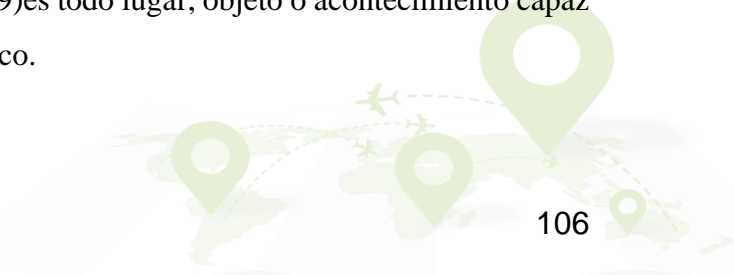 9)es todo lugar, objeto o acontecimiento capaz
co.
106